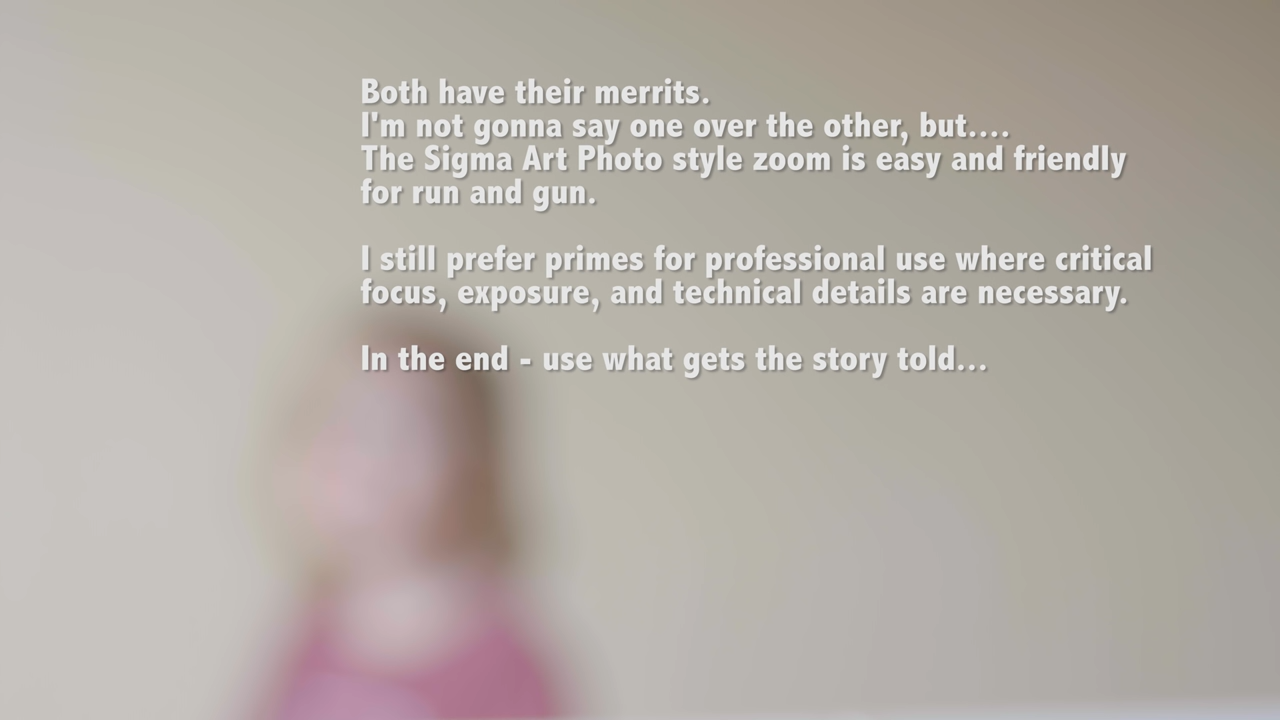 Both have their merrits.
I'm not gonna say one over the other, but....
The Sigma Art Photo style zoom is easy and friendly
for run and gun.
I still prefer primes for professional use where critical
focus, exposure, and technical details are necessary.
In the end - use what gets the story told...